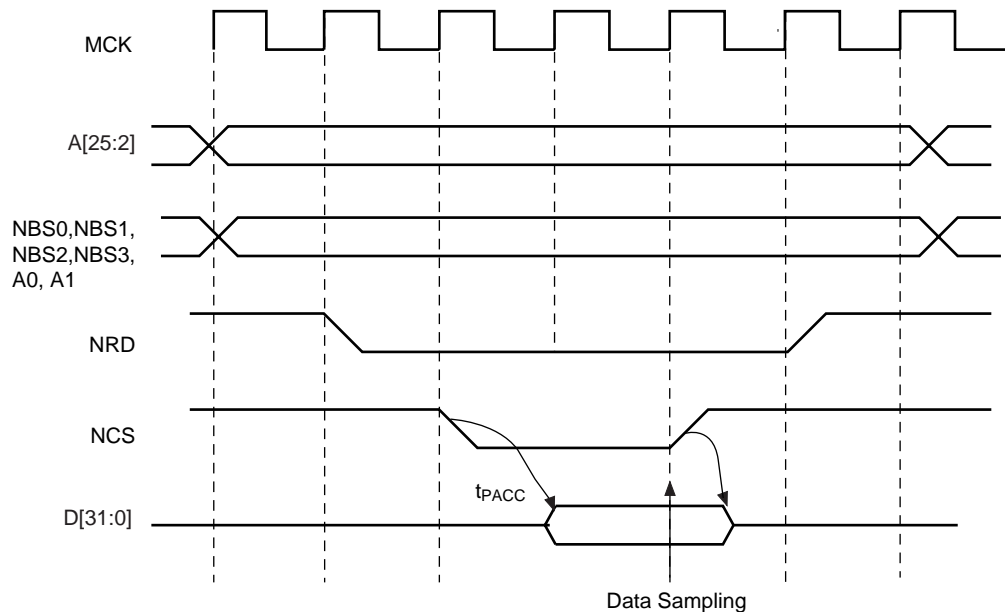 MCK
A[25:2]
NBS0,NBS1,
NBS2,NBS3,
A0, A1
NRD
NCS
tPACC
D[31:0]
Data Sampling